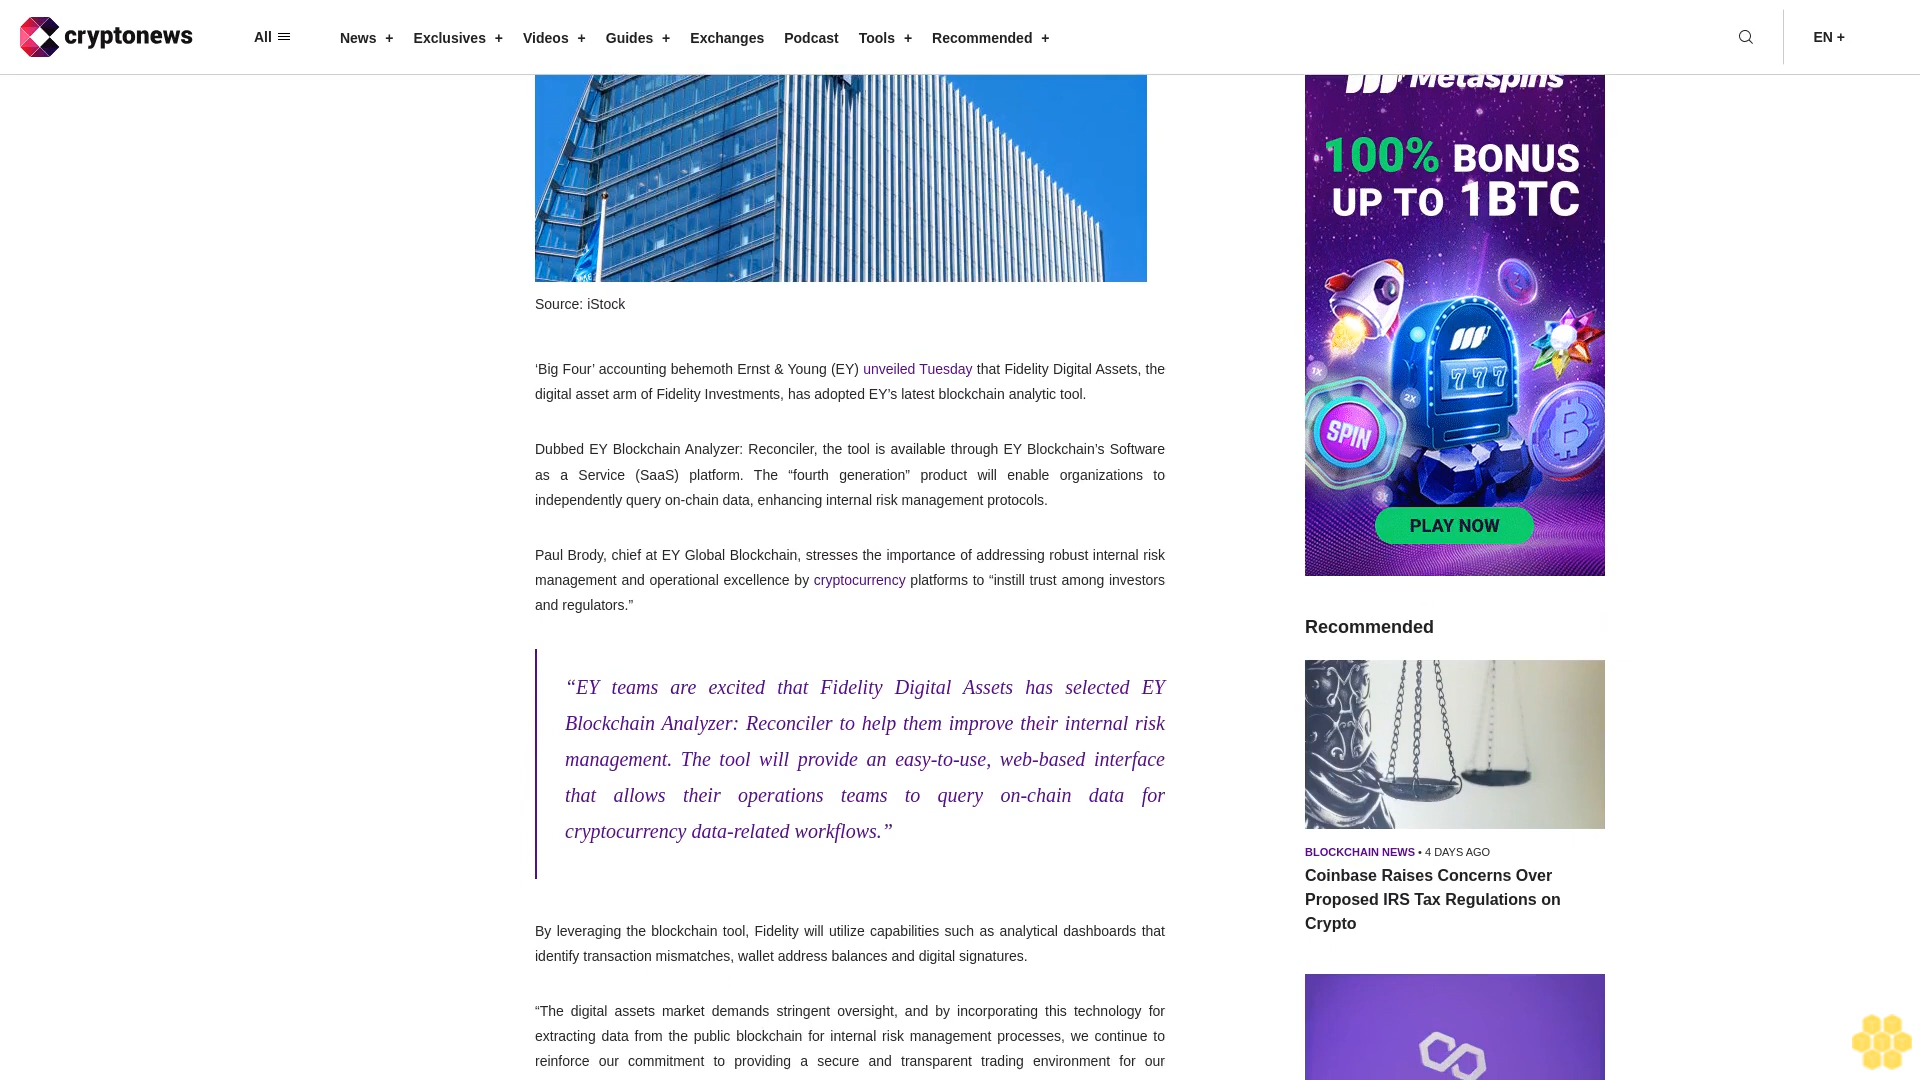 cryptonews
All
News +
Exclusives +
Videos +
Guides +
Exchanges
Podcast
Tools +
Recommended +
EN +
Source: iStock
‘Big Four’ accounting behemoth Ernst & Young (EY) unveiled Tuesday that Fidelity Digital Assets, the
digital asset arm of Fidelity Investments, has adopted EY’s latest blockchain analytic tool.
Dubbed EY Blockchain Analyzer: Reconciler, the tool is available through EY Blockchain’s Software
as a Service (SaaS) platform. The “fourth generation” product will enable organizations to
independently query on-chain data, enhancing internal risk management protocols.
Paul Brody, chief at EY Global Blockchain, stresses the importance of addressing robust internal risk
management and operational excellence by cryptocurrency platforms to “instill trust among investors
and regulators.”
“EY teams are excited that Fidelity Digital Assets has selected EY
Blockchain Analyzer: Reconciler to help them improve their internal risk
management. The tool will provide an easy-to-use, web-based interface
that allows their operations teams to query on-chain data for
cryptocurrency data-related workflows.”
By leveraging the blockchain tool, Fidelity will utilize capabilities such as analytical dashboards that
identify transaction mismatches, wallet address balances and digital signatures.
“The digital assets market demands stringent oversight, and by incorporating this technology for
extracting data from the public blockchain for internal risk management processes, we continue to
reinforce our commitment to providing a secure and transparent trading environment for our
Metaspins
100% BONUS
UP TO 1BTC
1X
777
2X
SPIN
3X
PLAY NOW
Recommended
BLOCKCHAIN NEWS • 4 DAYS AGO
Coinbase Raises Concerns Over
Proposed IRS Tax Regulations on
Crypto